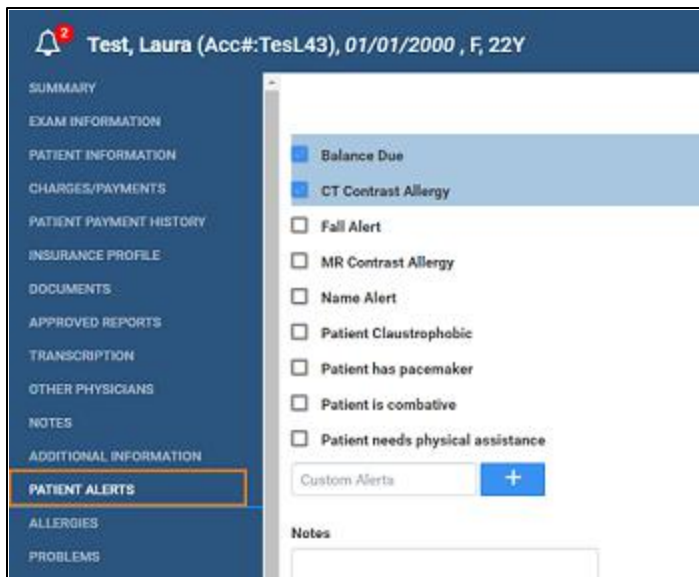 2
Test, Laura (Acc#:TesL43), 01/01/2000 , F, 22Y
SUMMARY
EXAM INFORMATION
PATIENT INFORMATION
CHARGES/PAYMENTS
PATIENT PAYMENT HISTORY
INSURANCE PROFILE
DOCUMENTS
APPROVED REPORTS
TRANSCRIPTION
OTHER PHYSICIANS
NOTES
ADDITIONAL INFORMATION
PATIENT ALERTS
ALLERGIES
PROBLEMS
Balance Due
CT Contrast Allergy
Fall Alert
MR Contrast Allergy
Name Alert
Patient Claustrophobic
Patient has pacemaker
Patient is combative
Patient needs physical assistance
Custom Alerts
+
Notes